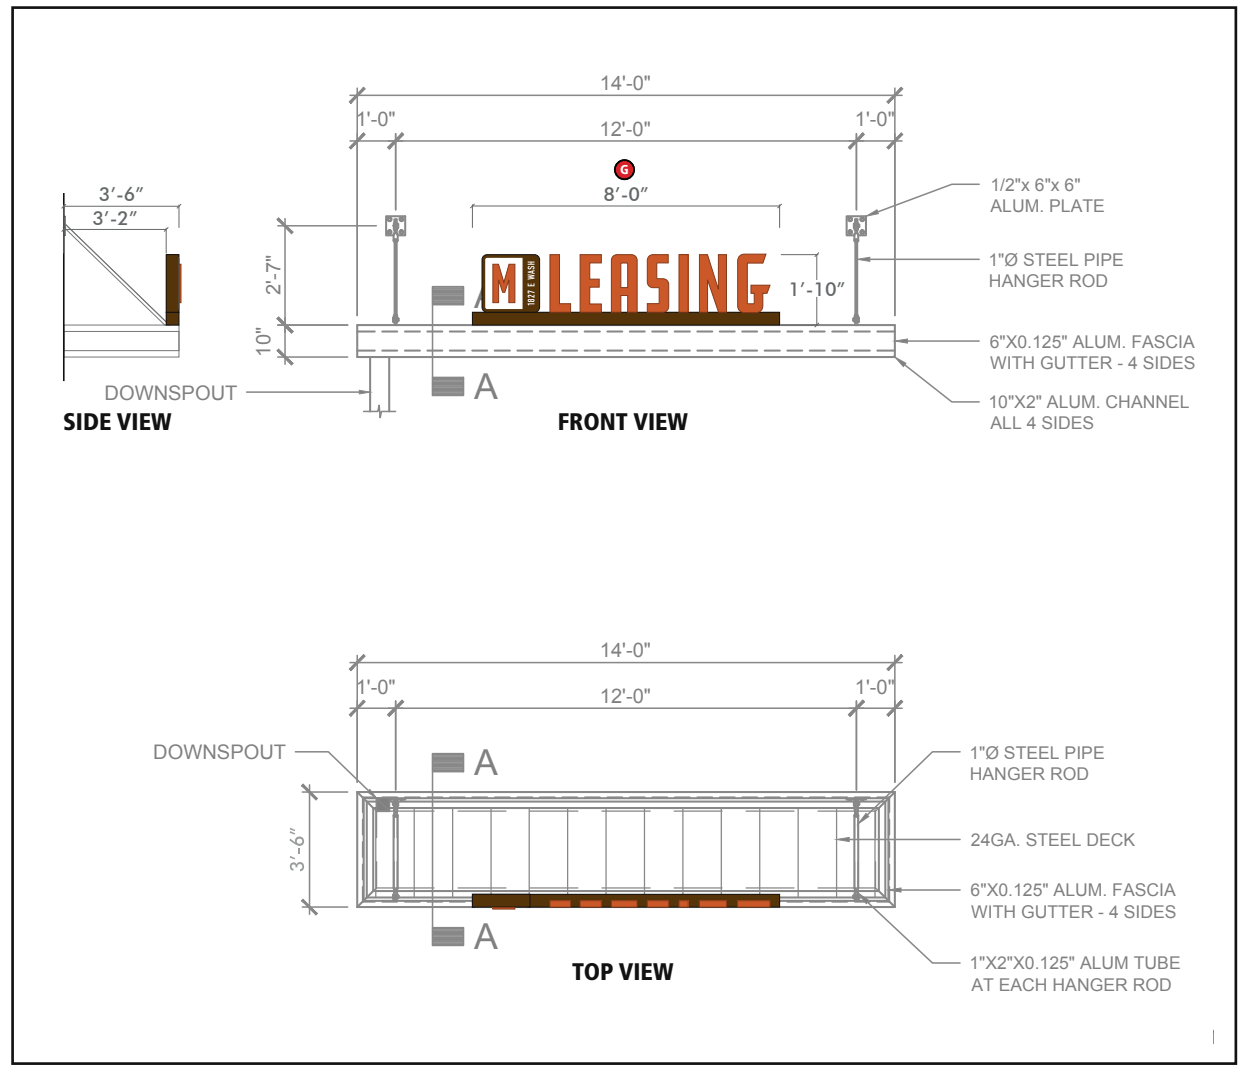 14'-0"
1'-0"
12'-0"
1'-0"
G
8'-0"
3'-6"
3'-2"
1/2"x 6"x 6"
ALUM. PLATE
2'-7"
M
1827 E WASH
LEASING
1'-10"
1"Ø STEEL PIPE
HANGER ROD
A
10"
6"X0.125" ALUM. FASCIA
WITH GUTTER - 4 SIDES
DOWNSPOUT
A
10"X2" ALUM. CHANNEL
ALL 4 SIDES
SIDE VIEW
FRONT VIEW
14'-0"
1'-0"
12'-0"
1'-0"
DOWNSPOUT
A
1"Ø STEEL PIPE
HANGER ROD
3'-6"
24GA. STEEL DECK
6"X0.125" ALUM. FASCIA
WITH GUTTER - 4 SIDES
A
TOP VIEW
1"X2"X0.125" ALUM TUBE
AT EACH HANGER ROD